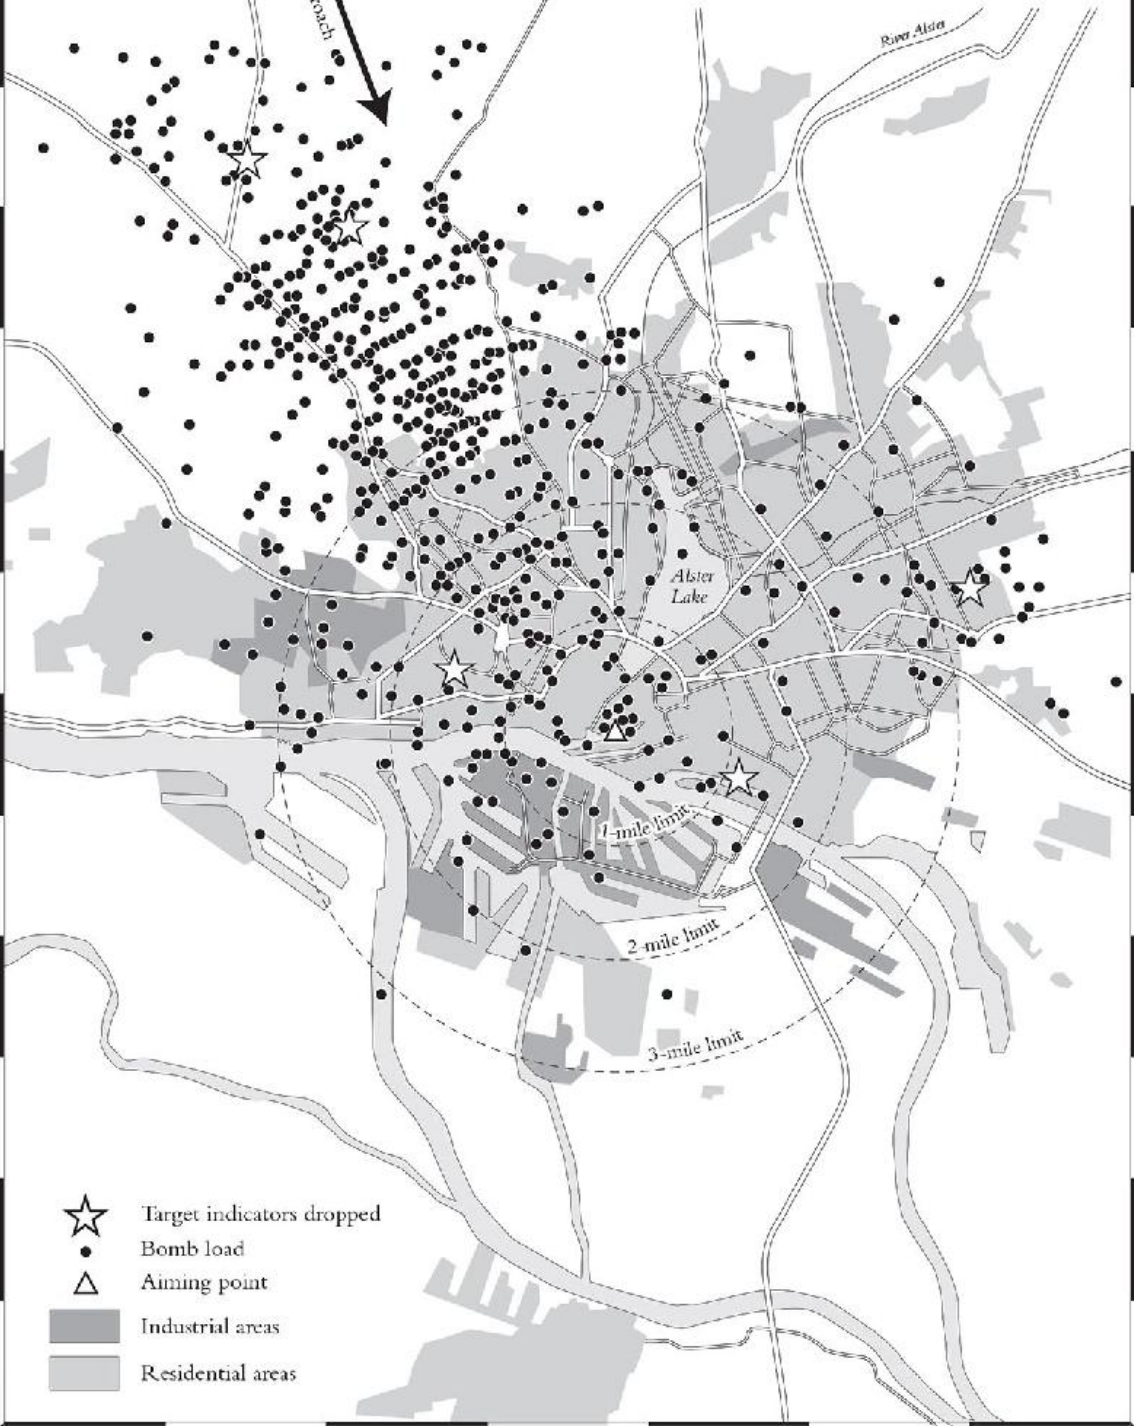 roach
River Alster
Alster
Lake
1-mile limit
2-mile limit
3-mile limit
Target indicators dropped
Bomb load
Aiming point
Industrial areas
Residential areas